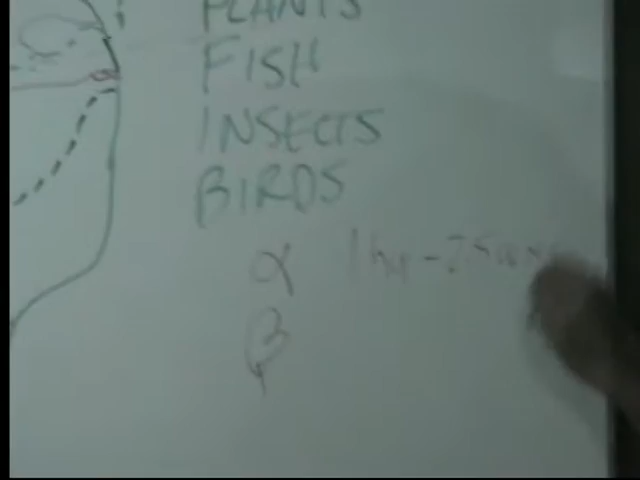 PLANTS
FISH
INSECTS
BIRDS
α
β